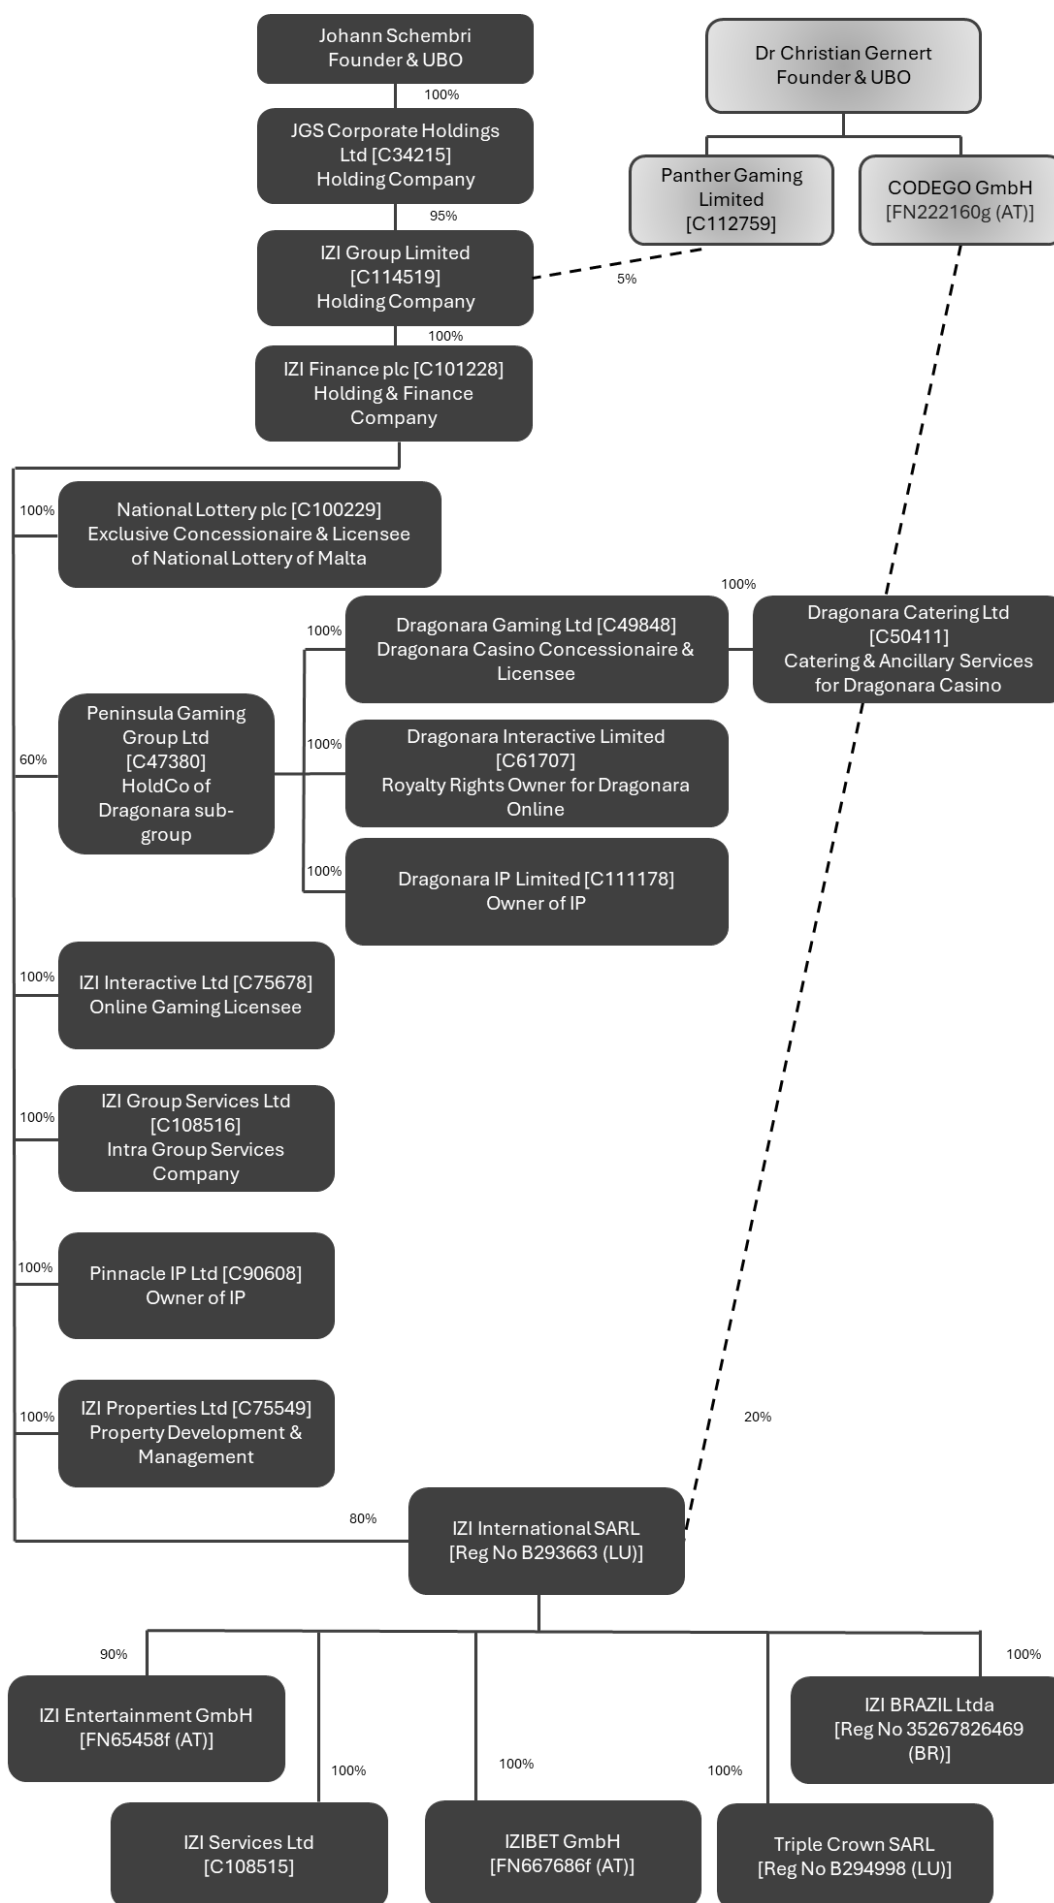 Johann Schembri
Founder & UBO
Dr Christian Gernert
Founder & UBO
100%
JGS Corporate Holdings
Ltd [C34215]
Holding Company
Panther Gaming
Limited
[C112759]
CODEGO GmbH
[FN222160g (AT)]
95%
IZI Group Limited
[C114519]
Holding Company
5%
100%
IZI Finance plc [C101228]
Holding & Finance
Company
100%
National Lottery plc [C100229]
Exclusive Concessionaire & Licensee
of National Lottery of Malta
60%
Peninsula Gaming
Group Ltd
[C47380]
HoldCo of
Dragonara sub-
group
100%
Dragonara Gaming Ltd [C49848]
Dragonara Casino Concessionaire &
Licensee
100%
Dragonara Catering Ltd
[C50411]
Catering & Ancillary Services
for Dragonara Casino
100%
Dragonara Interactive Limited
[C61707]
Royalty Rights Owner for Dragonara
Online
100%
Dragonara IP Limited [C111178]
Owner of IP
100%
IZI Interactive Ltd [C75678]
Online Gaming Licensee
100%
IZI Group Services Ltd
[C108516]
Intra Group Services
Company
100%
Pinnacle IP Ltd [C90608]
Owner of IP
100%
IZI Properties Ltd [C75549]
Property Development &
Management
20%
80%
IZI International SARL
[Reg No B293663 (LU)]
90%
IZI Entertainment GmbH
[FN65458f (AT)]
100%
IZI BRAZIL Ltda
[Reg No 35267826469
(BR)]
100%
IZI Services Ltd
[C108515]
100%
IZIBET GmbH
[FN667686f (AT)]
100%
Triple Crown SARL
[Reg No B294998 (LU)]